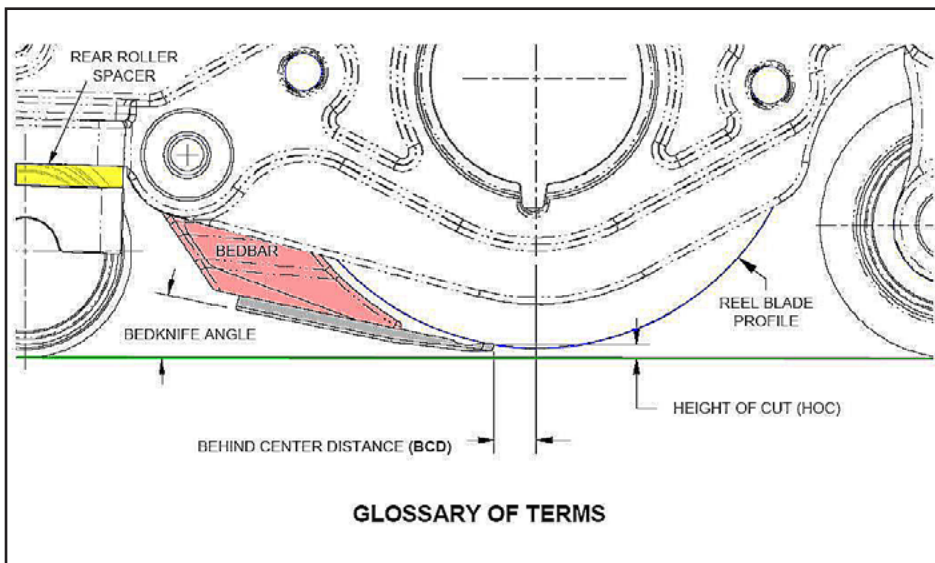 REAR ROLLER
SPACER
BEDBAR
BEDKNIFE ANGLE
REEL BLADE
PROFILE
HEIGHT OF CUT (HOC)
BEHIND CENTER DISTANCE (BCD)
GLOSSARY OF TERMS